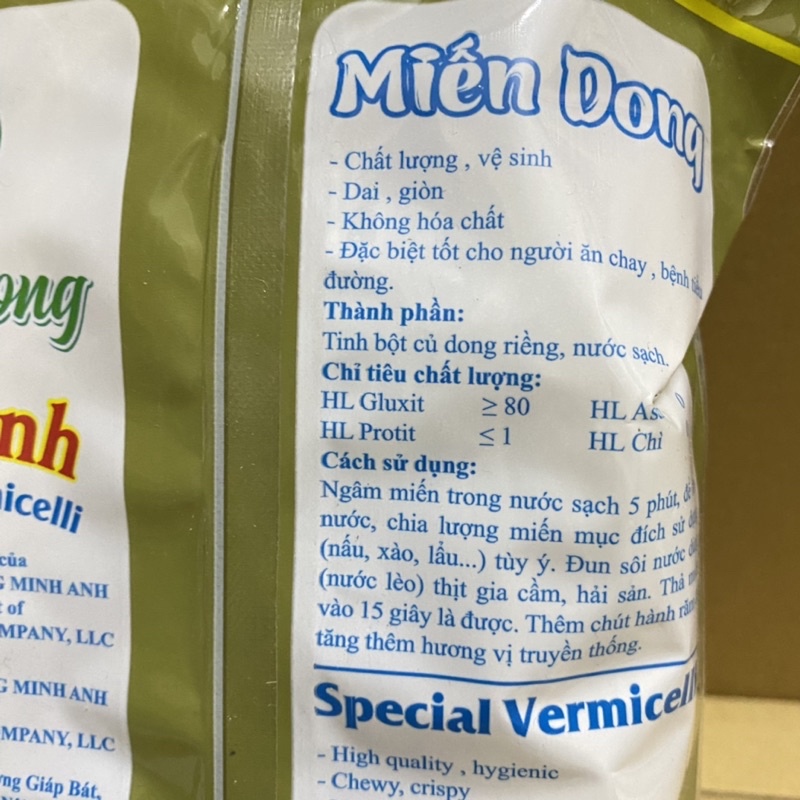 Miến Dong
- Chất lượng , vệ sinh
- Dai , giòn
- Không hóa chất
- Đặc biệt tốt cho người ăn chay , bệnh
đường.
Thành phần:
Tinh bột củ dong riềng, nước sạch.
Chỉ tiêu chất lượng:
HL Gluxit ≥ 80 HL
HL Protit ≤ 1 HL Chì
Cách sử dụng:
Ngâm miến trong nước sạch 5 phút,
nước, chia lượng miến mục đích sử
(nấu, xào, lẩu...) tùy ý. Đun sôi nước
(nước lèo) thịt gia cầm, hải sản. Thả
vào 15 giây là được. Thêm chút hành
tăng thêm hương vị truyền thống.
Special Vermicelli
- High quality , hygienic
- Chewy, crispy
ong
nh
icelli
của
MINH ANH
of
MPANY, LLC
G MINH ANH
MPANY, LLC
ng Giáp Bát,